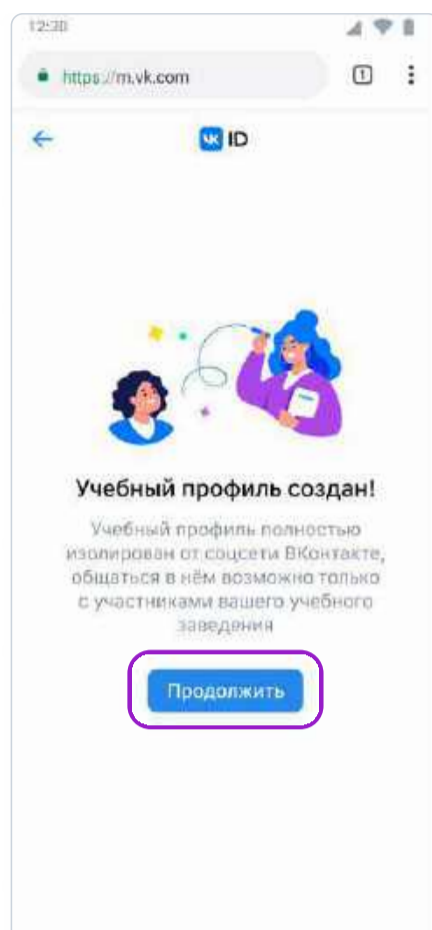 12:30
https://m.vk.com
1
VK ID
Учебный профиль создан!
Учебный профиль полностью
изолирован от соцсети ВКонтакте,
общаться в нём возможно только
с участниками вашего учебного
заведения
Продолжить